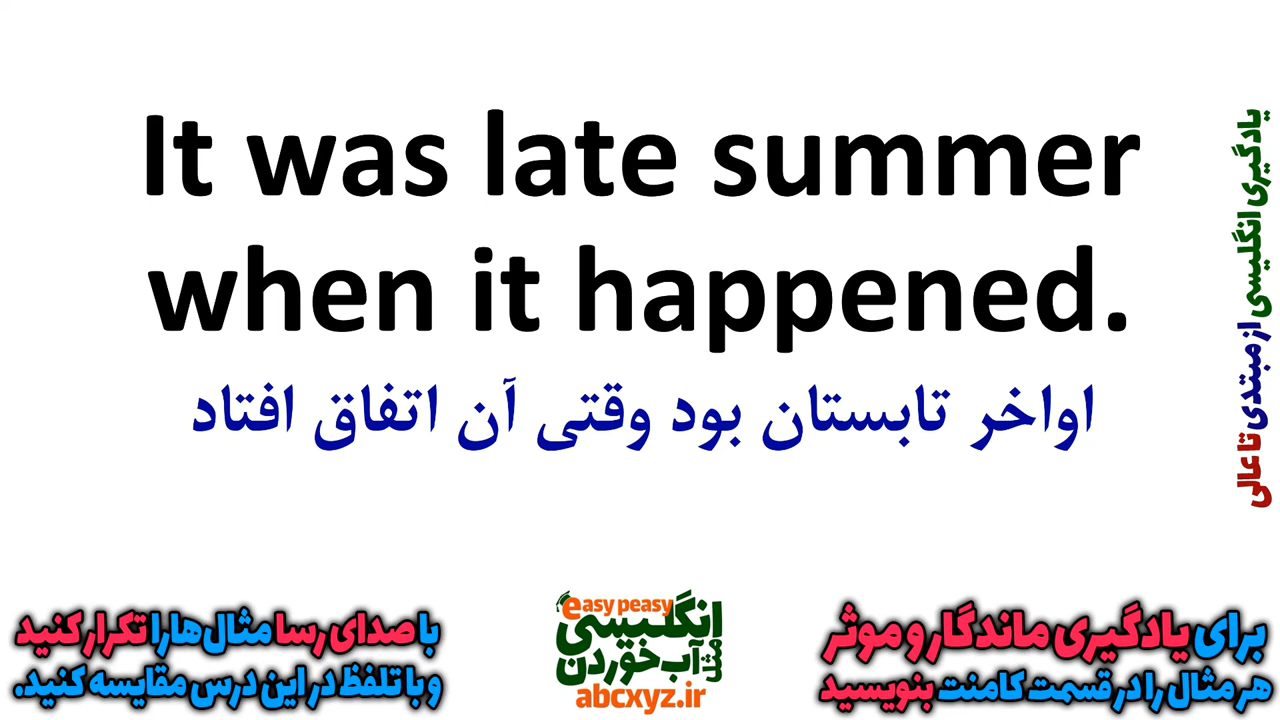 It was late summer
when it happened.
اواخر تابستان بود وقتی آن اتفاق افتاد
یادگیری انگلیسی از مبتدی تا عالی
با صدای رسا مثال‌ها را تکرار کنید
و با تلفظ در این درس مقایسه کنید.
easy peasy
انگلیسی
مثل آب خوردن
abcxyz.ir
برای یادگیری ماندگار و موثر
هر مثال را در قسمت کامنت بنویسید